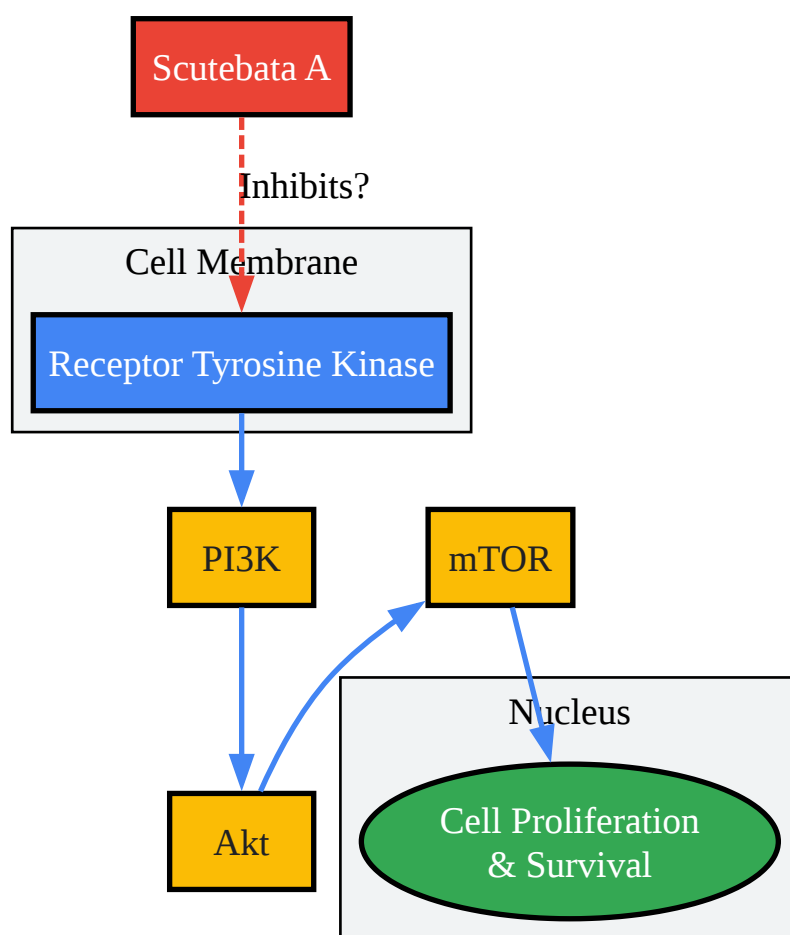 Scutebata A
Inhibits?
Cell Membrane
Receptor Tyrosine Kinase
PI3K
mTOR
Nucleus
Akt
Cell Proliferation
& Survival